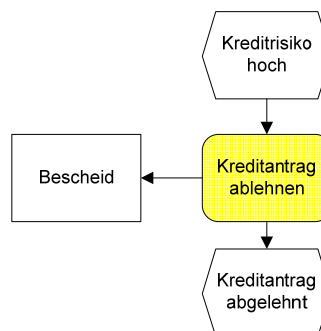 Kreditrisiko
hoch
Bescheid
Kreditantrag
ablehnen
Kreditantrag
abgelehnt